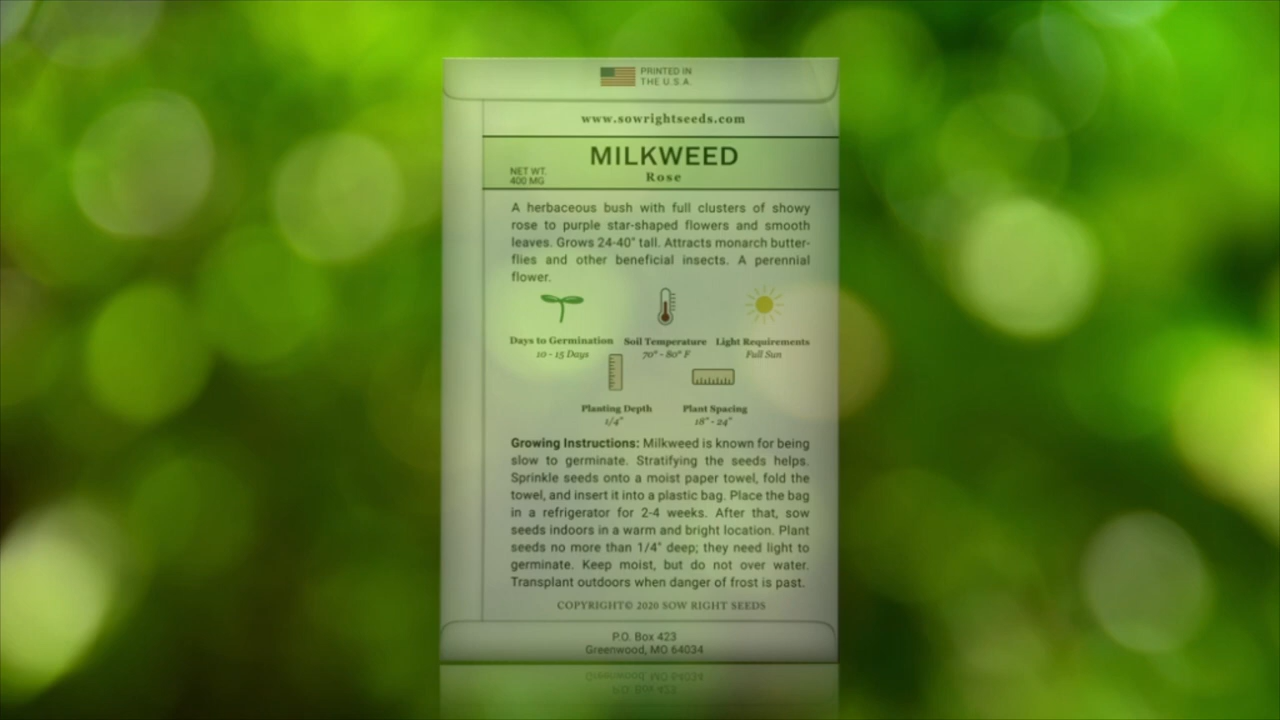 PRINTED IN
THE U.S.A.
www.sowrightseeds.com
MILKWEED
NET WT.
400 MG
Rose
A herbaceous bush with full clusters of showy
rose to purple star-shaped flowers and smooth
leaves. Grows 24-40" tall. Attracts monarch butter-
flies and other beneficial insects. A perennial
flower.
Days to Germination Soil Temperature Light Requirements
10 - 15 Days 70° - 80° F Full Sun
Planting Depth Plant Spacing
1/4" 18" - 24"
Growing Instructions: Milkweed is known for being
slow to germinate. Stratifying the seeds helps.
Sprinkle seeds onto a moist paper towel, fold the
towel, and insert it into a plastic bag. Place the bag
in a refrigerator for 2-4 weeks. After that, sow
seeds indoors in a warm and bright location. Plant
seeds no more than 1/4" deep; they need light to
germinate. Keep moist, but do not over water.
Transplant outdoors when danger of frost is past.
COPYRIGHT© 2020 SOW RIGHT SEEDS
P.O. Box 423
Greenwood, MO 64034